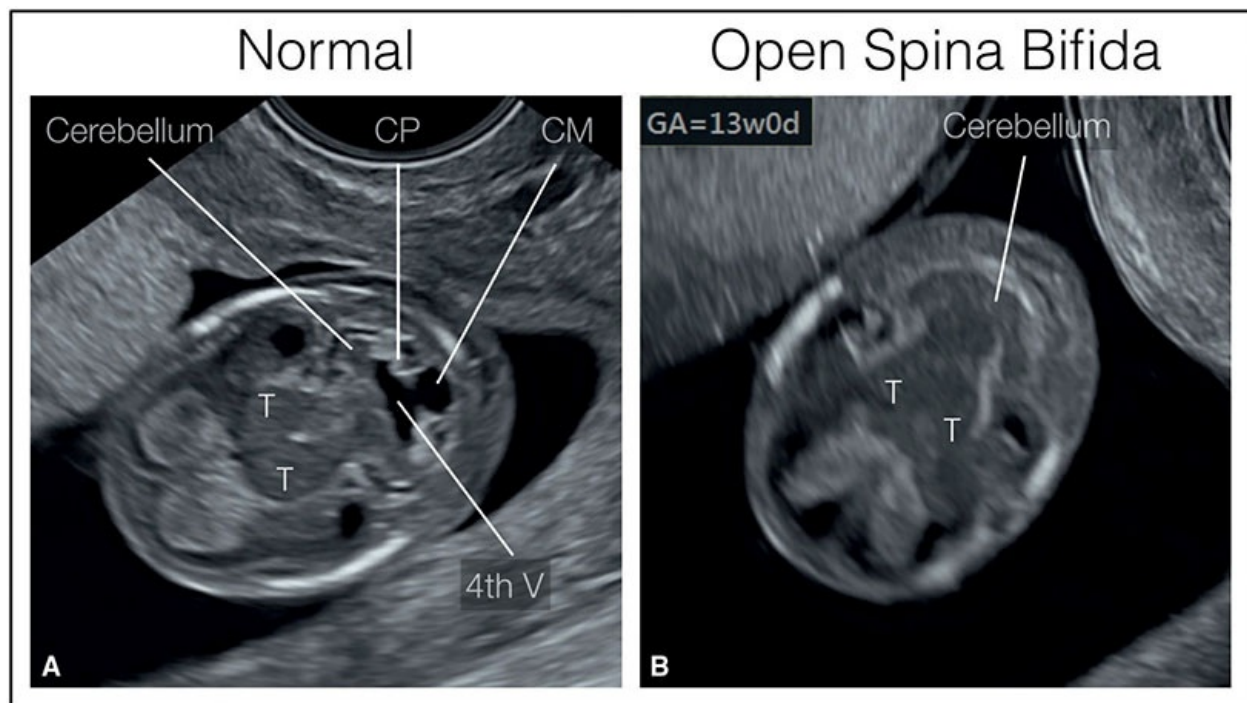 Normal
Open Spina Bifida
Cerebellum
CP
CM
T
T
4th V
A
GA=13w0d
Cerebellum
T
T
B